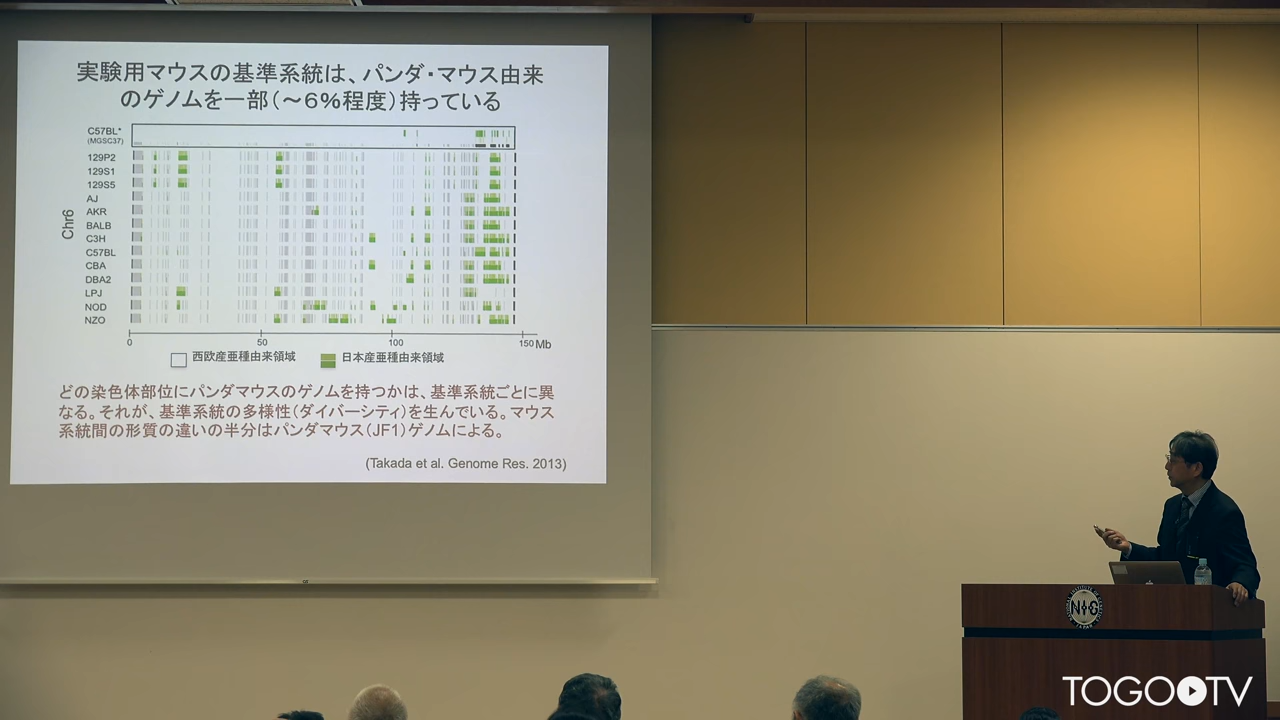 実験用マウスの基準系統は、パンダ・マウス由来
のゲノムを一部(～6%程度)持っている
C57BL*
(MGSC37)
129P2
129S1
129S5
AJ
AKR
BALB
C3H
C57BL
CBA
DBA2
LPJ
NOD
NZO
Chr6
0 50 100 150 Mb
西欧産亜種由来領域 日本産亜種由来領域
どの染色体部位にパンダマウスのゲノムを持つかは、基準系統ごとに異
なる。それが、基準系統の多様性(ダイバーシティ)を生んでいる。マウス
系統間の形質の違いの半分はパンダマウス(JF1)ゲノムによる。
(Takada et al. Genome Res. 2013)
NIG
TOGOTV